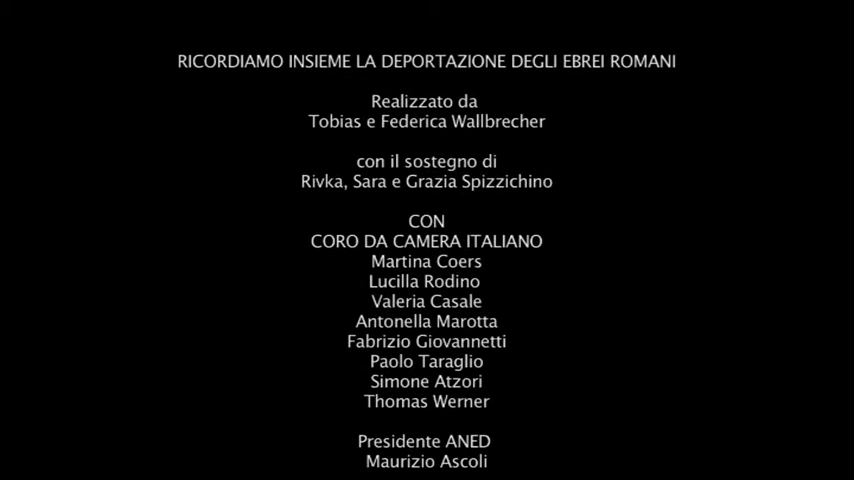 RICORDIAMO INSIEME LA DEPORTAZIONE DEGLI EBREI ROMANI
Realizzato da
Tobias e Federica Wallbrecher
con il sostegno di
Rivka, Sara e Grazia Spizzichino
CON
CORO DA CAMERA ITALIANO
Martina Coers
Lucilla Rodino
Valeria Casale
Antonella Marotta
Fabrizio Giovannetti
Paolo Taraglio
Simone Atzori
Thomas Werner
Presidente ANED
Maurizio Ascoli